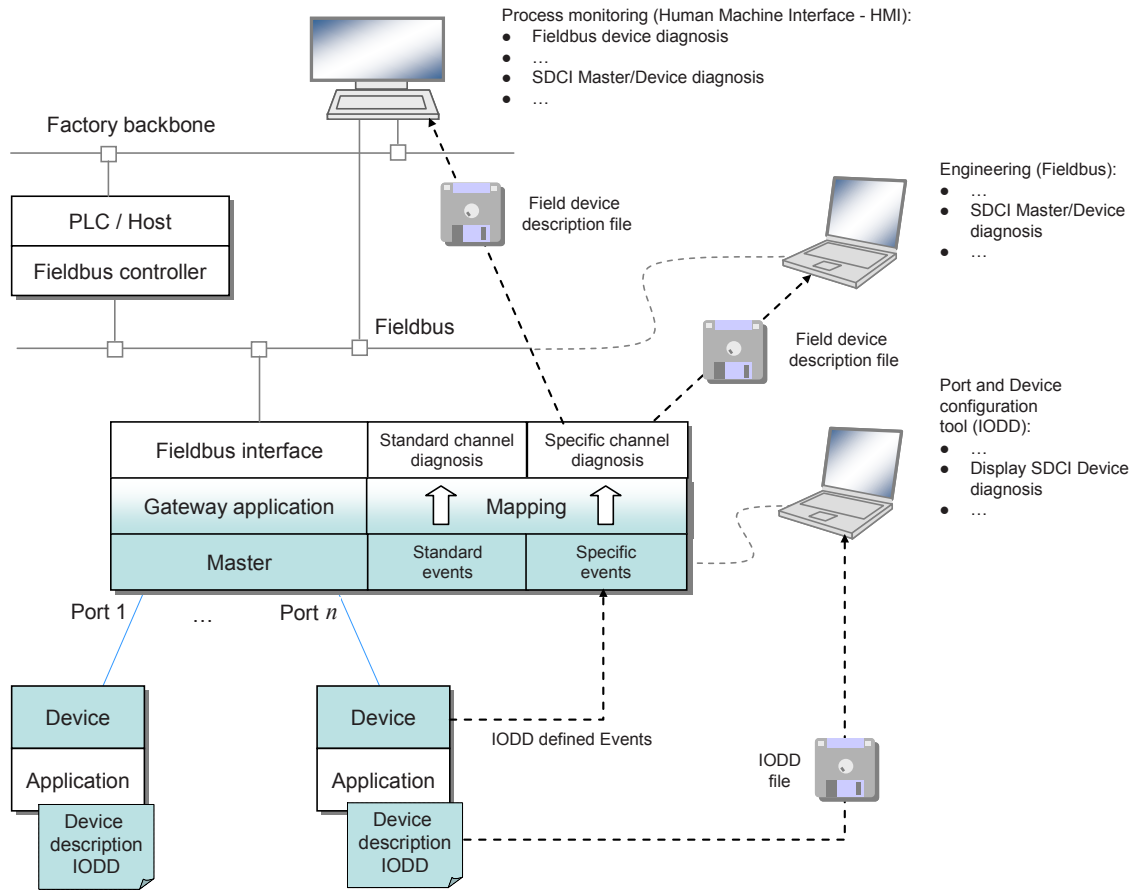 Process monitoring (Human Machine Interface - HMI):
● Fieldbus device diagnosis
● …
● SDCI Master/Device diagnosis
● …
Factory backbone
Engineering (Fieldbus):
● …
● SDCI Master/Device
diagnosis
● …
Field device
description file
PLC / Host
Fieldbus controller
Fieldbus
Field device
description file
Port and Device
configuration
tool (IODD):
● …
● Display SDCI Device
diagnosis
● …
Fieldbus interface
Standard channel
diagnosis
Specific channel
diagnosis
Gateway application
Mapping
Master
Standard
events
Specific
events
Port 1
…
Port n
Device
Application
Device
description
IODD
Device
Application
Device
description
IODD
IODD defined Events
IODD
file